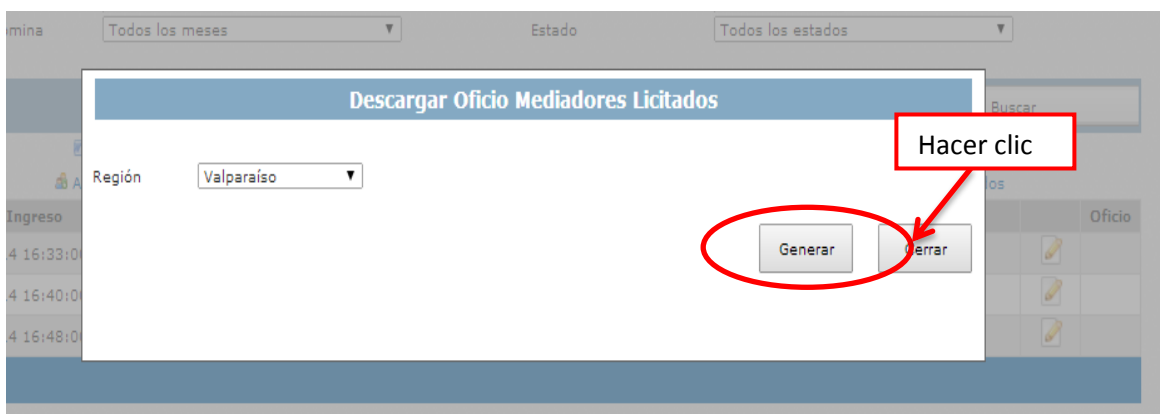 omina Todos los meses Estado Todos los estados
Descargar Oficio Mediadores Licitados
Buscar
Hacer clic
Región Valparaíso
Ingreso Oficio
Generar Cerrar
4 16:33:0
4 16:40:0
4 16:48:0